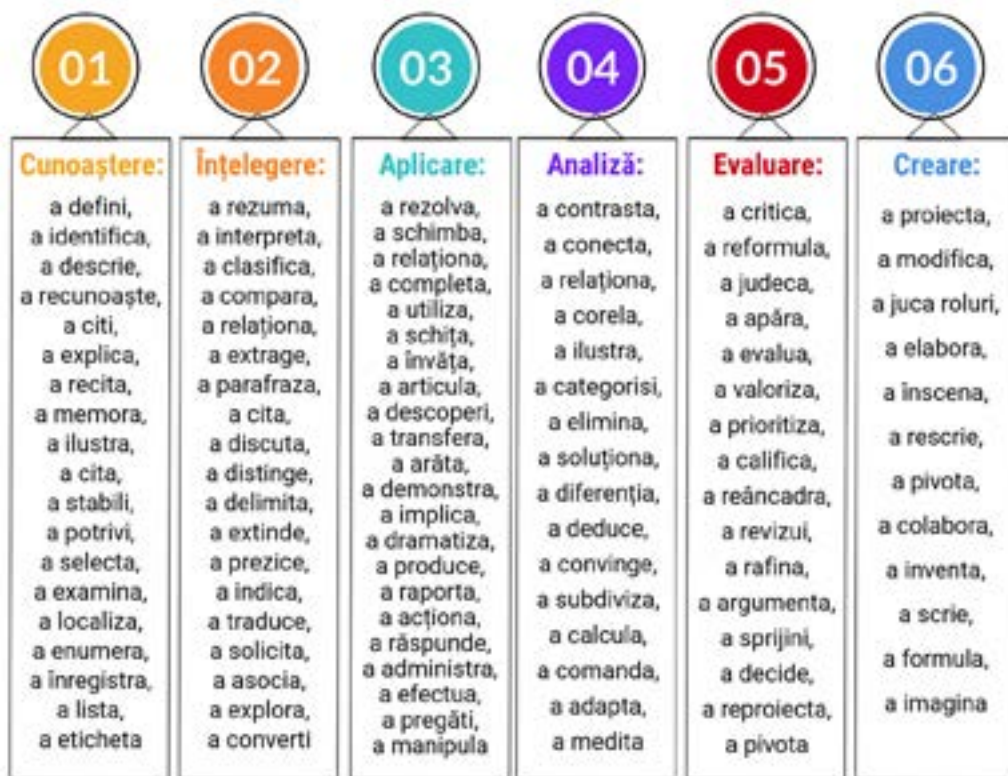 01
Cunoaștere:
a defini,
a identifica,
a descrie,
a recunoaște,
a citi,
a explica,
a recita,
a memora,
a ilustra,
a cita,
a stabili,
a potrivi,
a selecta,
a examina,
a localiza,
a enumera,
a înregistra,
a lista,
a eticheta
02
Înțelegere:
a rezuma,
a interpreta,
a clasifica,
a compara,
a relaționa,
a extrage,
a parafraza,
a cita,
a discuta,
a distinge,
a delimita,
a extinde,
a prezice,
a indica,
a traduce,
a solicita,
a asocia,
a explora,
a converti
03
Aplicare:
a rezolva,
a schimba,
a relaționa,
a completa,
a utiliza,
a schița,
a învăța,
a articula,
a descoperi,
a transfera,
a arăta,
a demonstra,
a implica,
a dramatiza,
a produce,
a raporta,
a acționa,
a răspunde,
a administra,
a efectua,
a pregăti,
a manipula
04
Analiză:
a contrasta,
a conecta,
a relaționa,
a corela,
a ilustra,
a categorisi,
a elimina,
a soluționa,
a diferenția,
a deduce,
a convinge,
a subdiviza,
a calcula,
a comanda,
a adapta,
a medita
05
Evaluare:
a critica,
a reformula,
a judeca,
a apăra,
a evalua,
a valoriza,
a prioritiza,
a califica,
a reâncadra,
a revizui,
a rafina,
a argumenta,
a sprijini,
a decide,
a reproiecta,
a pivota
06
Creare:
a proiecta,
a modifica,
a juca roluri,
a elabora,
a înscena,
a rescrie,
a pivota,
a colabora,
a inventa,
a scrie,
a formula,
a imagina